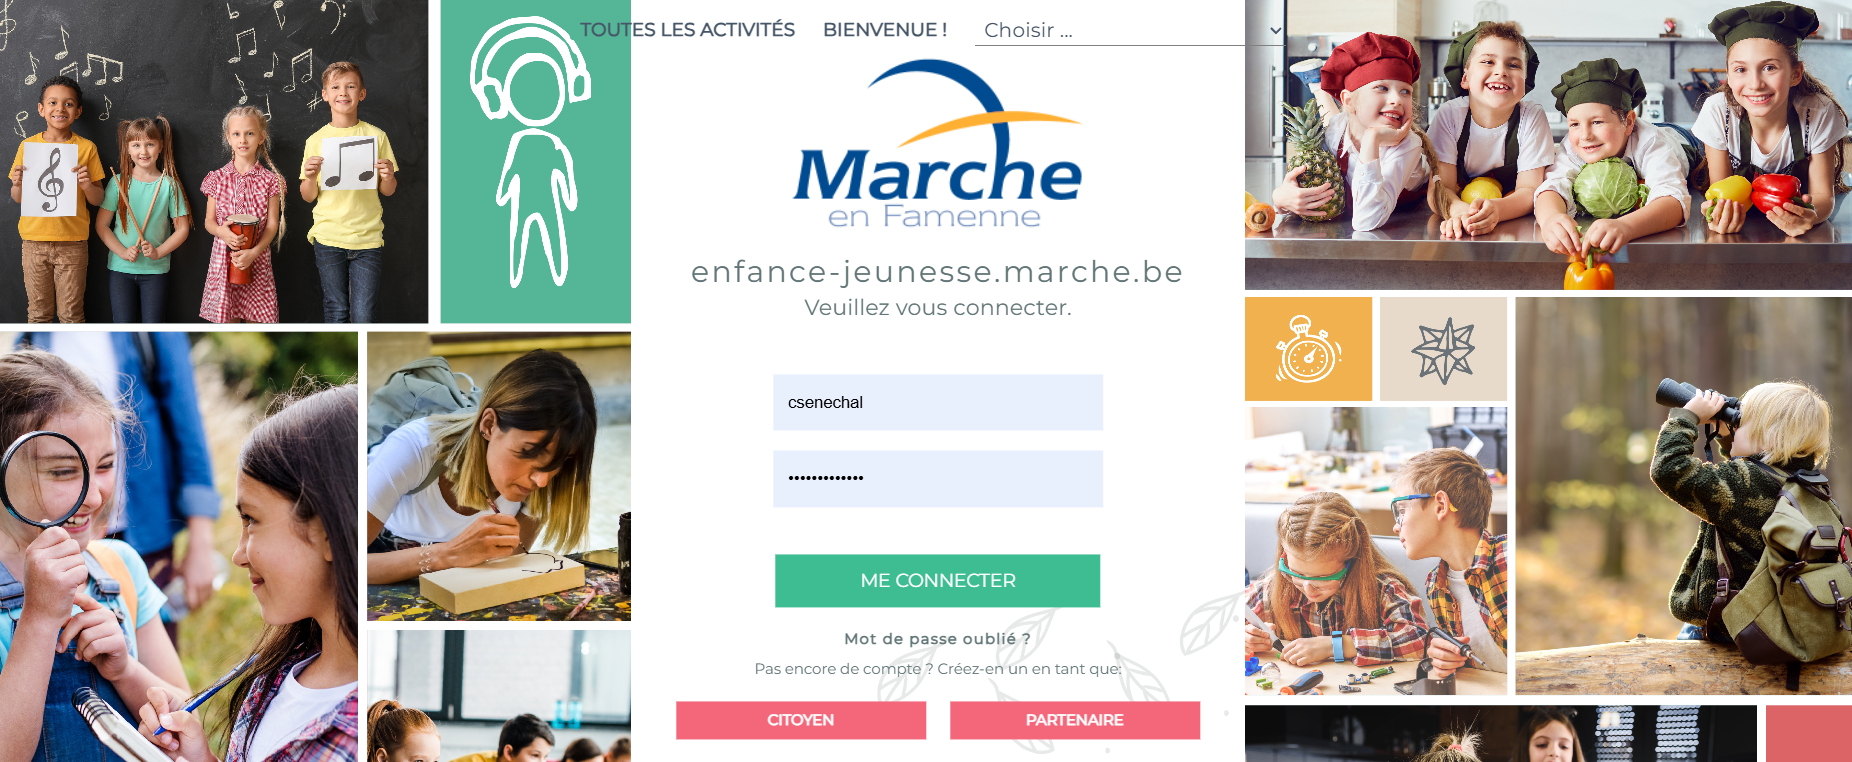 TOUTES LES ACTIVITÉS
BIENVENUE !
Choisir ...
Marche
en Famenne
enfance-jeunesse.marche.be
Veuillez vous connecter.
csenechal
•••••••••••••
ME CONNECTER
Mot de passe oublié ?
Pas encore de compte ? Créez-en un en tant que:
CITOYEN
PARTENAIRE